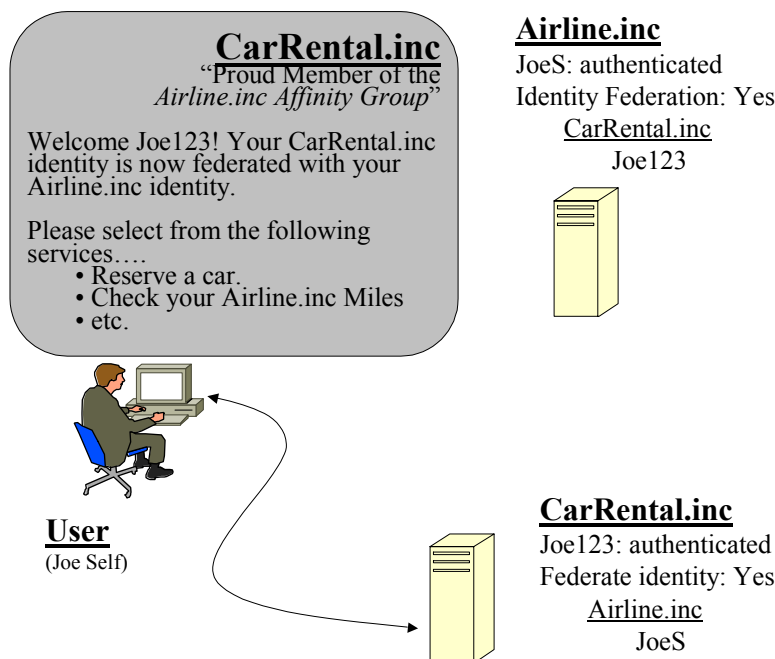 CarRental.inc
“Proud Member of the
Airline.inc Affinity Group”
Welcome Joe123! Your CarRental.inc
identity is now federated with your
Airline.inc identity.
Please select from the following
services….
• Reserve a car.
• Check your Airline.inc Miles
• etc.
Airline.inc
JoeS: authenticated
Identity Federation: Yes
CarRental.inc
Joe123
User
(Joe Self)
CarRental.inc
Joe123: authenticated
Federate identity: Yes
Airline.inc
JoeS